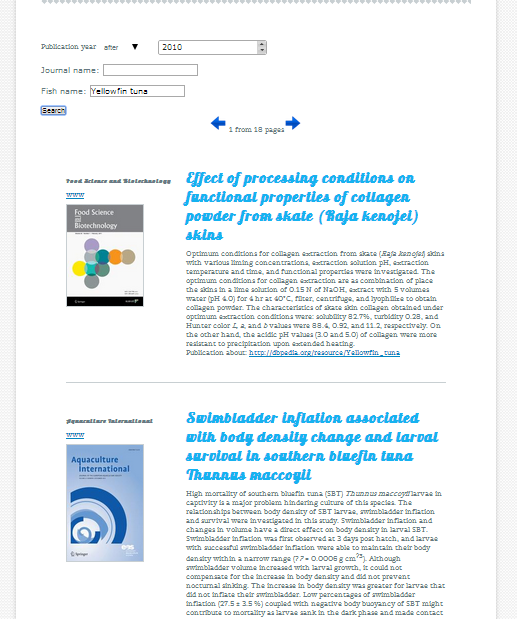 Publication year after ▼ 2010
Journal name:
Fish name: Yellowfin tuna
Search
1 from 18 pages
Food Science and Biotechnology
www
Food Science
and
Biotechnology
Effect of processing conditions on
functional properties of collagen
powder from skate (Raja kenojei)
skins
Optimum conditions for collagen extraction from skate (Raja kenojei) skins
with various liming concentrations, extraction solution pH, extraction
temperature and time, and functional properties were investigated. The
optimum conditions for collagen extraction are as combination of place
the skins in a lime solution of 0.15 N of NaOH, extract with 5 volumes
water (pH 4.0) for 4 hr at 40°C, filter, centrifuge, and lyophilize to obtain
collagen powder. The characteristics of skate skin collagen obtained under
optimum extraction conditions were: solubility 82.7%, turbidity 0.28, and
Hunter color L, a, and b values were 88.4, 0.92, and 11.2, respectively. On
the other hand, the acidic pH values (3.0 and 5.0) of collagen were more
resistant to precipitation upon extended heating.
Publication about: http://dbpedia.org/resource/Yellowfin_tuna
Aquaculture International
www
Aquaculture
International
Springer
Swimbladder inflation associated
with body density change and larval
survival in southern bluefin tuna
Thunnus maccoyii
High mortality of southern bluefin tuna (SBT) Thunnus maccoyii larvae in
captivity is a major problem hindering culture of this species. The
relationships between body density of SBT larvae, swimbladder inflation
and survival were investigated in this study. Swimbladder inflation and
changes in volume have a direct effect on body density in larval SBT.
Swimbladder inflation was first observed at 3 days post hatch, and larvae
with successful swimbladder inflation were able to maintain their body
density within a narrow range (?ρ = 0.0006 g cm?3). Although
swimbladder volume increased with larval growth, it could not
compensate for the increase in body density and did not prevent
nocturnal sinking. The increase in body density was greater for larvae that
did not inflate their swimbladder. Low percentages of swimbladder
inflation (27.5 ± 3.5 %) coupled with negative body buoyancy of SBT might
contribute to mortality as larvae sank in the dark phase and made contact